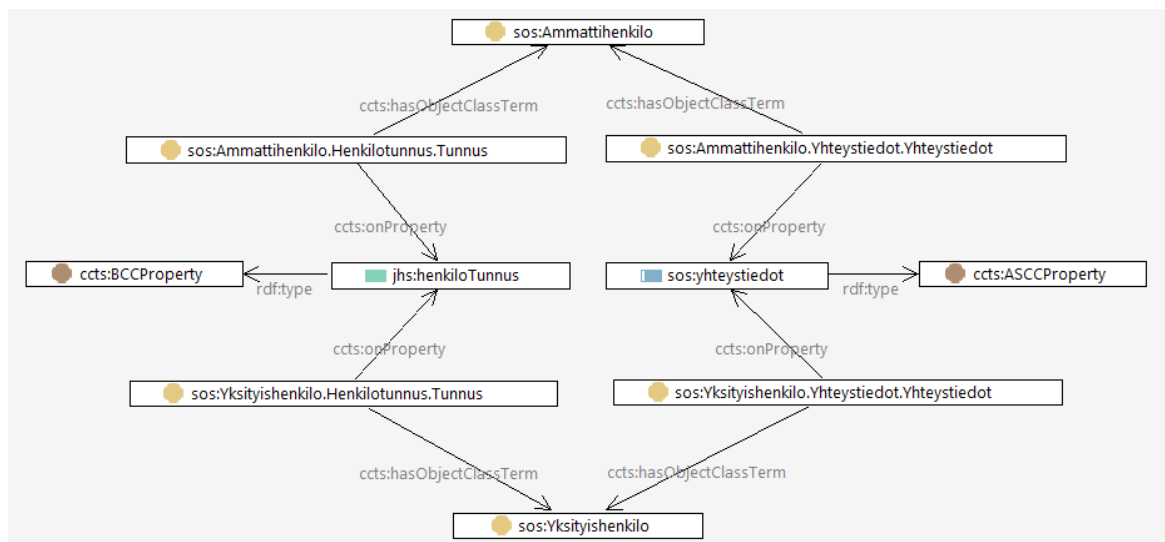 sos:Ammattihenkilo
ccts:hasObjectClassTerm
ccts:hasObjectClassTerm
sos:Ammattihenkilo.Henkilotunnus.Tunnus
sos:Ammattihenkilo.Yhteystiedot.Yhteystiedot
ccts:onProperty
ccts:onProperty
ccts:BCCProperty
rdf:type
jhs:henkiloTunnus
sos:yhteystiedot
rdf:type
ccts:ASCCProperty
ccts:onProperty
ccts:onProperty
sos:Yksityishenkilo.Henkilotunnus.Tunnus
sos:Yksityishenkilo.Yhteystiedot.Yhteystiedot
ccts:hasObjectClassTerm
ccts:hasObjectClassTerm
sos:Yksityishenkilo